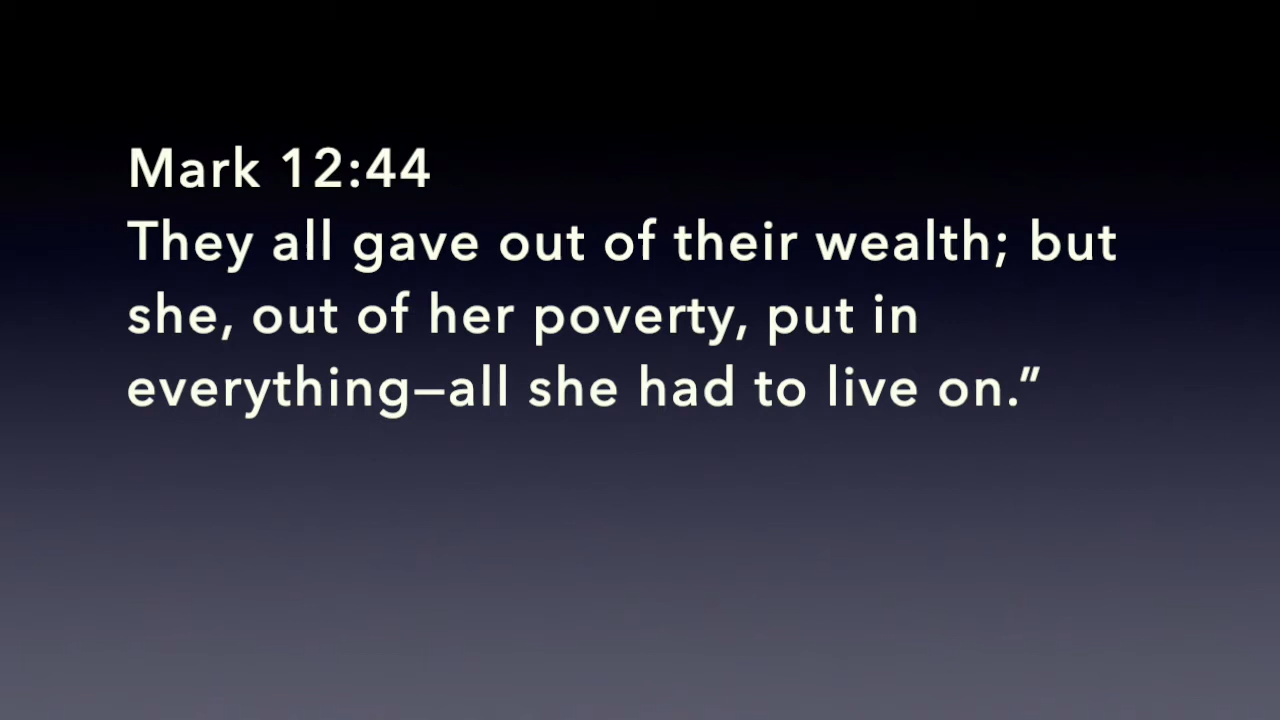 Mark 12:44
They all gave out of their wealth; but
she, out of her poverty, put in
everything—all she had to live on.”